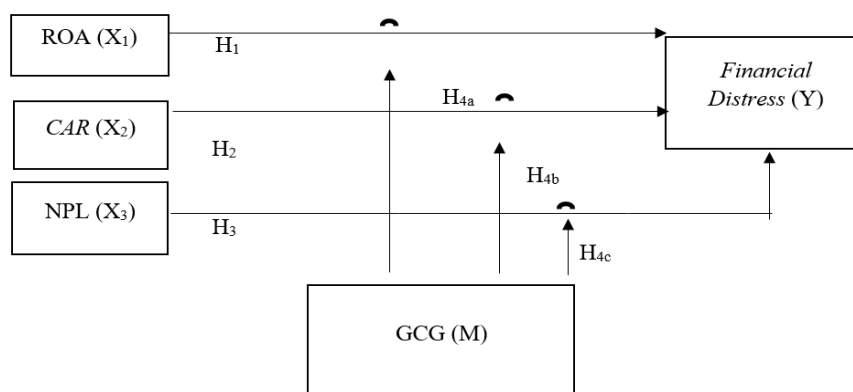 ROA (X₁)
H₁
Financial
Distress (Y)
CAR (X₂)
H₄ₐ
H₂
H₄b
NPL (X₃)
H₃
H₄c
GCG (M)